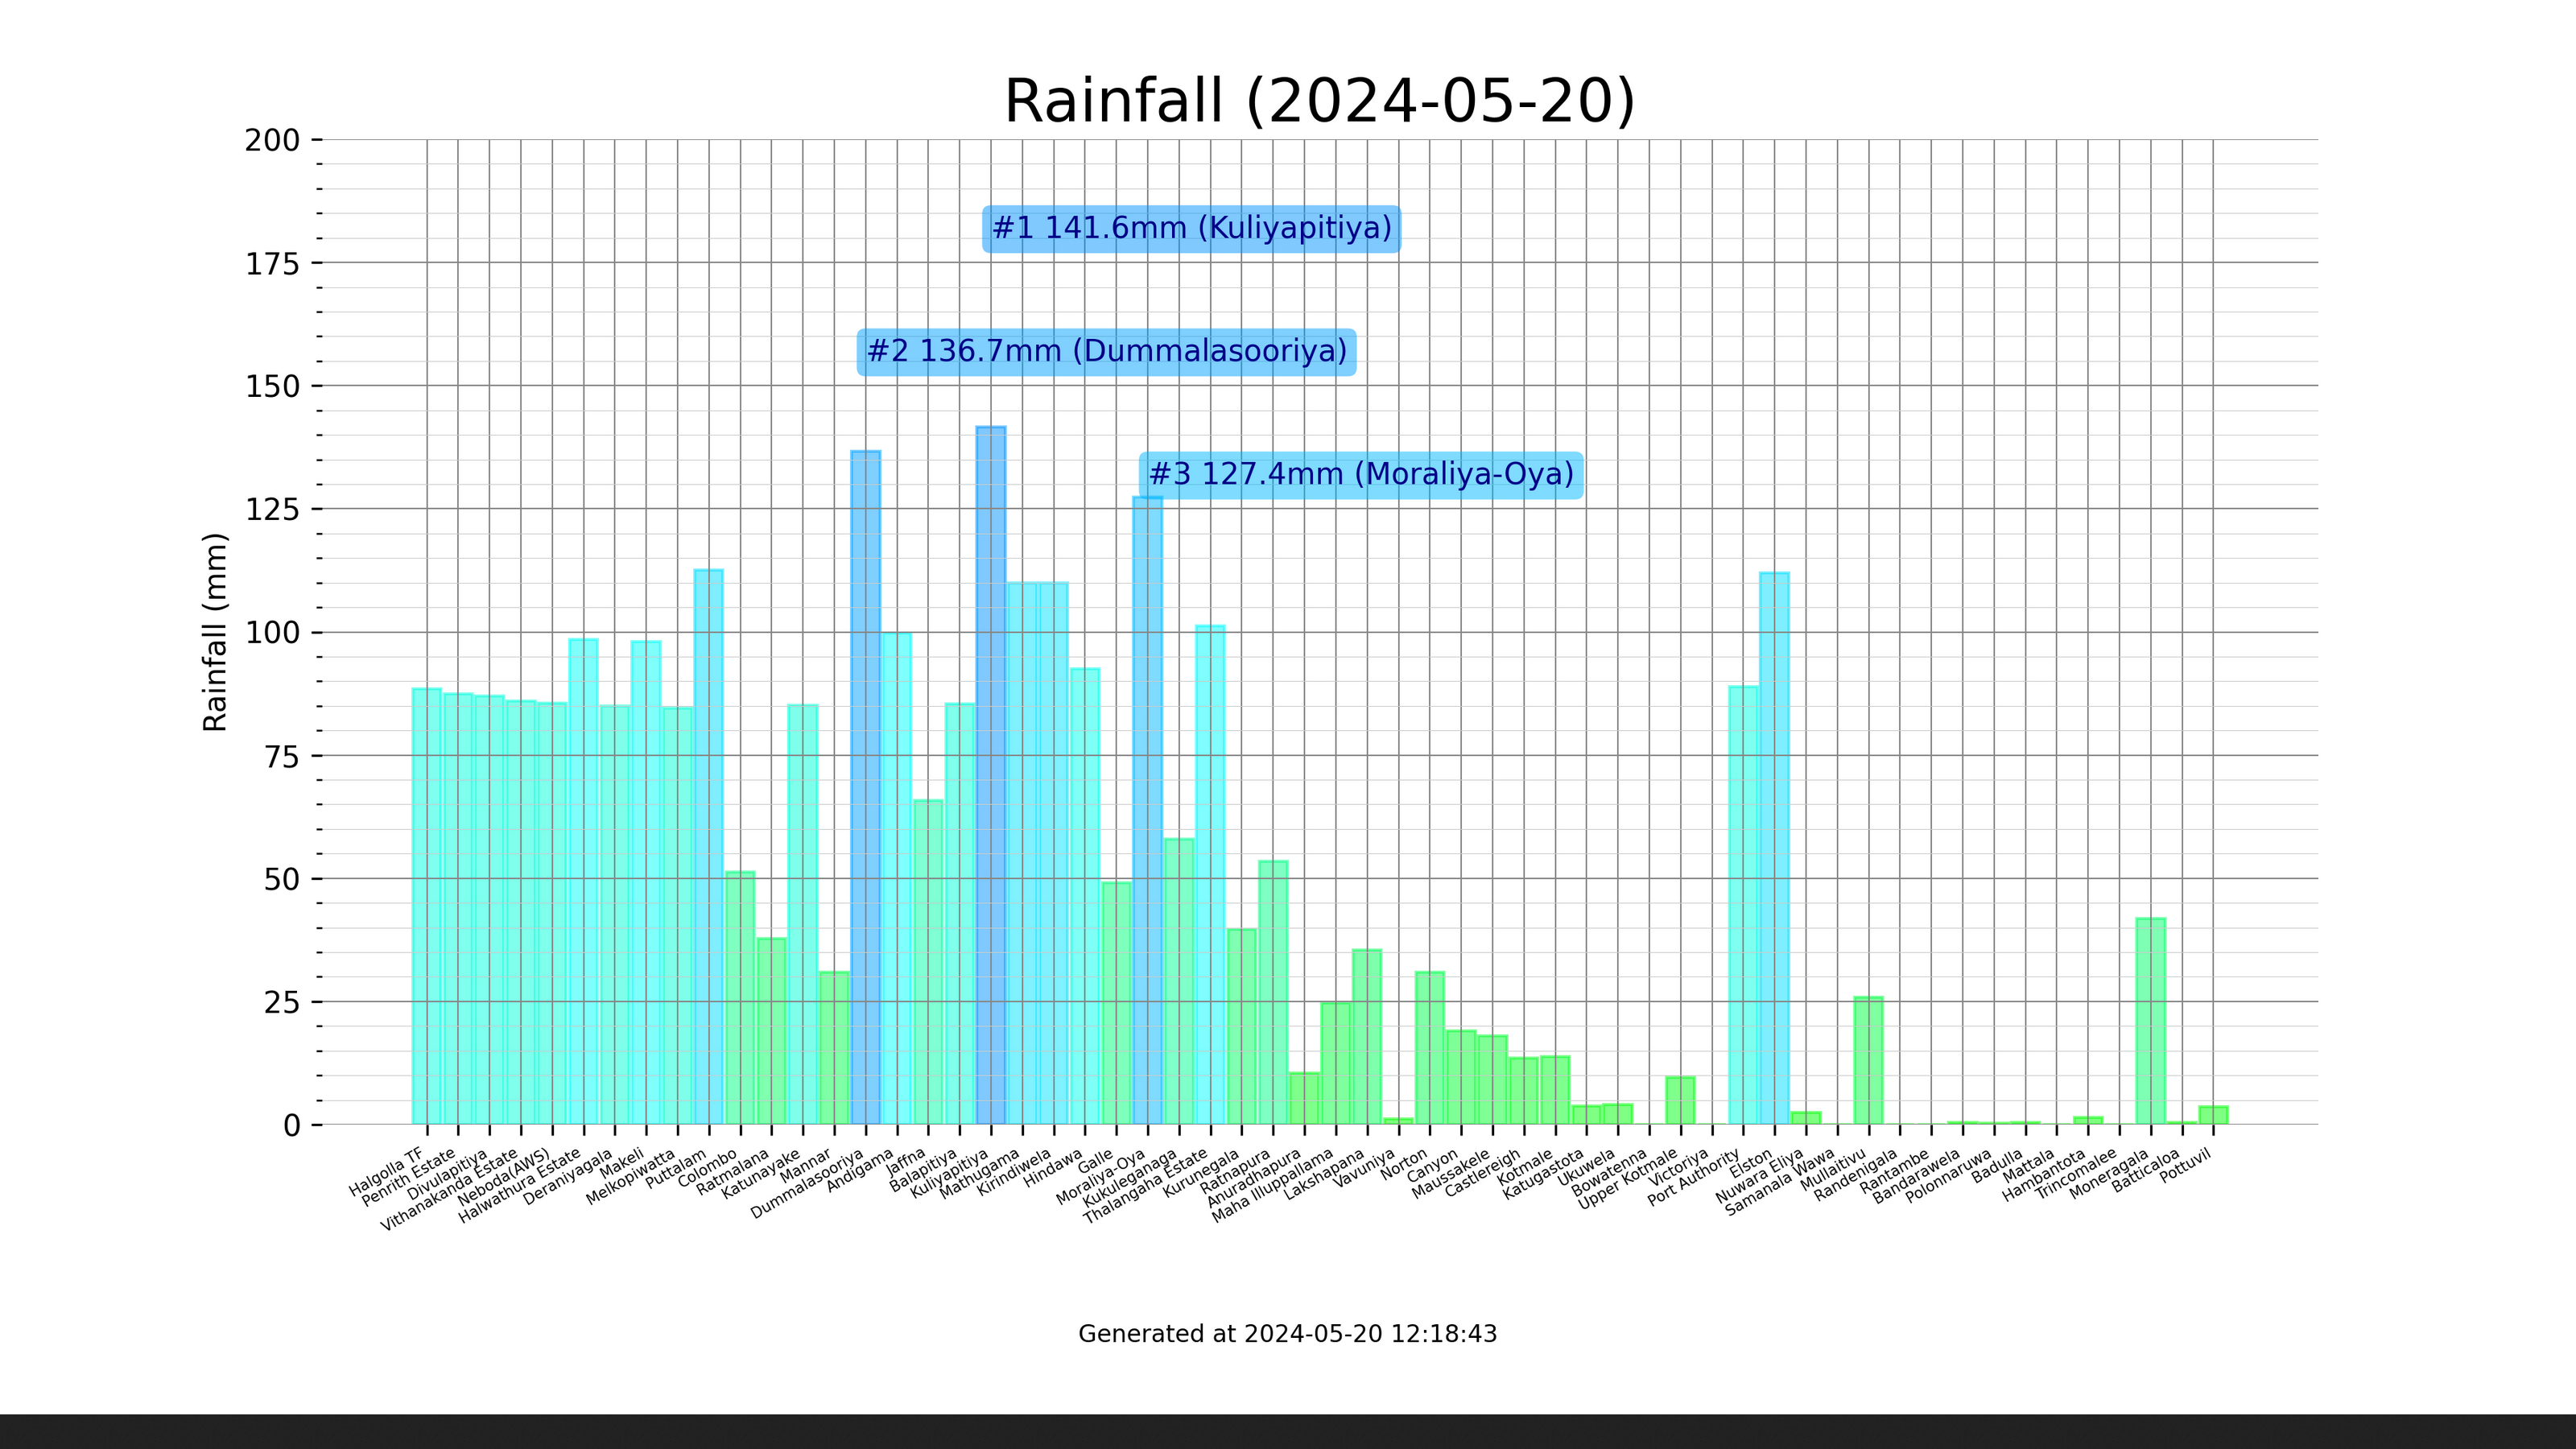 Rainfall (2024-05-20)
200
175
150
125
100
75
50
25
0
Rainfall (mm)
#1 141.6mm (Kuliyapitiya)
#2 136.7mm (Dummalasooriya)
#3 127.4mm (Moraliya-Oya)
Halgolla TF
Penrith Estate
Divulapitiya
Vithanakanda Estate
Neboda(AWS)
Halwathura Estate
Deraniyagala
Makeli
Melkopiwatta
Puttalam
Colombo
Ratmalana
Katunayake
Mannar
Dummalasooriya
Andigama
Jaffna
Balapitiya
Kuliyapitiya
Mathugama
Kirindiwela
Hindawa
Galle
Moraliya-Oya
Kukuleganaga
Thalangaha Estate
Kurunegala
Ratnapura
Anuradhapura
Maha Illuppallama
Lakshapana
Vavuniya
Norton
Canyon
Maussakele
Castlereigh
Kotmale
Katugastota
Ukuwela
Bowatenna
Upper Kotmale
Victoriya
Port Authority
Elston
Nuwara Eliya
Samanala Wawa
Mullaitivu
Randenigala
Rantambe
Bandarawela
Polonnaruwa
Badulla
Mattala
Hambantota
Trincomalee
Moneragala
Batticaloa
Pottuvil
Generated at 2024-05-20 12:18:43